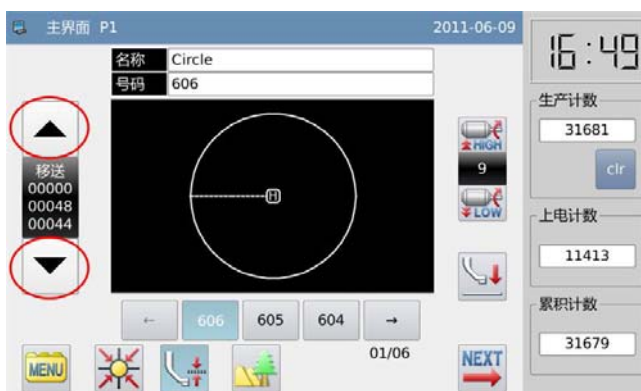 主界面 P1
2011-06-09
16:49
名称 Circle
号码 606
移送
00000
00048
00044
H
HIGH
9
LOW
← 606 605 604 →
01/06
MENU
NEXT
生产计数
31681
clr
上电计数
11413
累积计数
31679